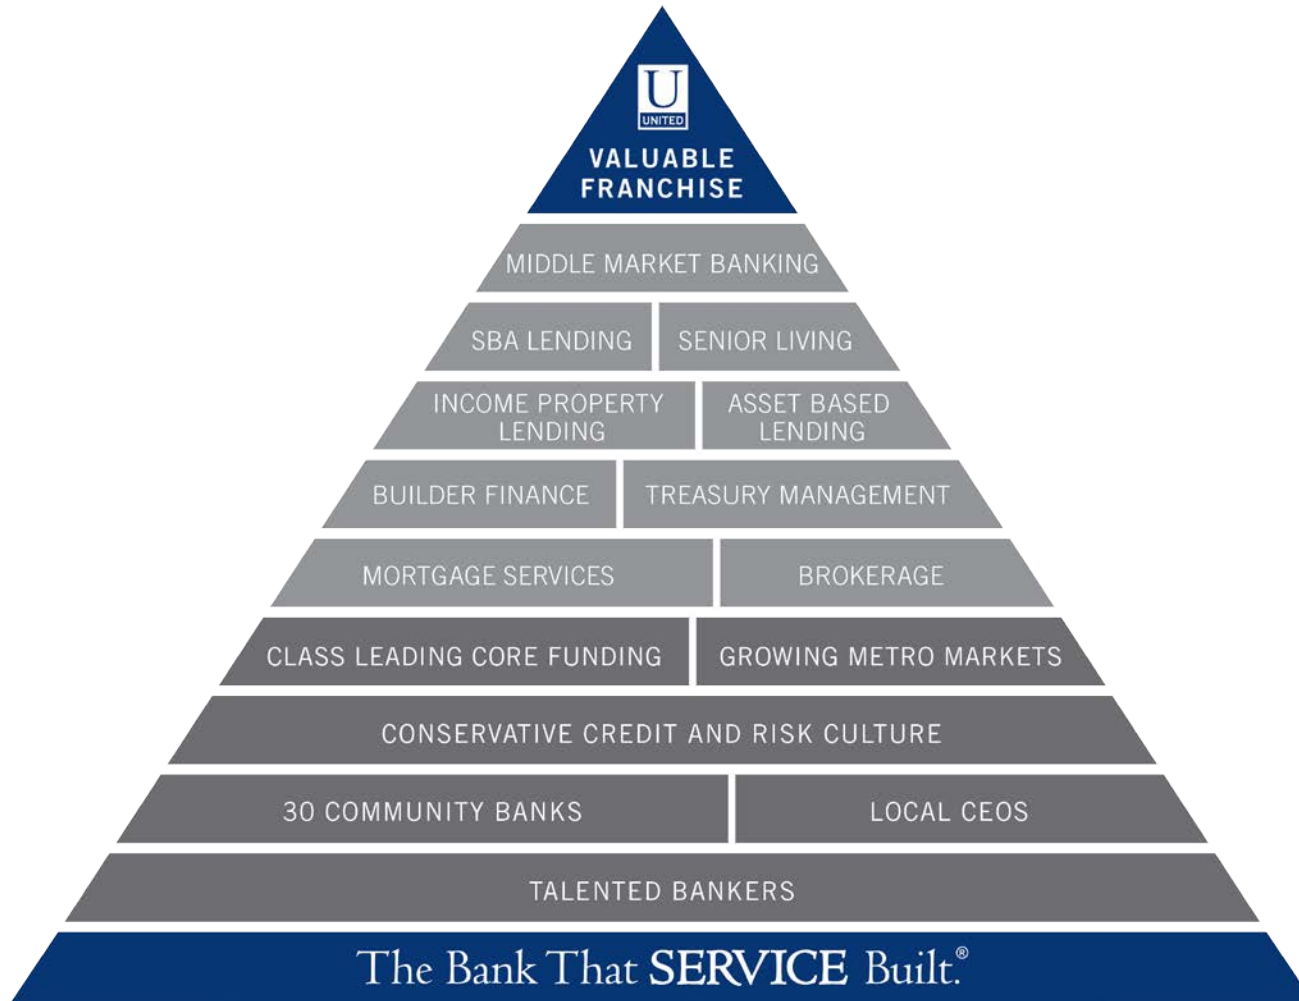 U
UNITED
VALUABLE
FRANCHISE
MIDDLE MARKET BANKING
SBA LENDING
SENIOR LIVING
INCOME PROPERTY
LENDING
ASSET BASED
LENDING
BUILDER FINANCE
TREASURY MANAGEMENT
MORTGAGE SERVICES
BROKERAGE
CLASS LEADING CORE FUNDING
GROWING METRO MARKETS
CONSERVATIVE CREDIT AND RISK CULTURE
30 COMMUNITY BANKS
LOCAL CEOS
TALENTED BANKERS
The Bank That SERVICE Built.®